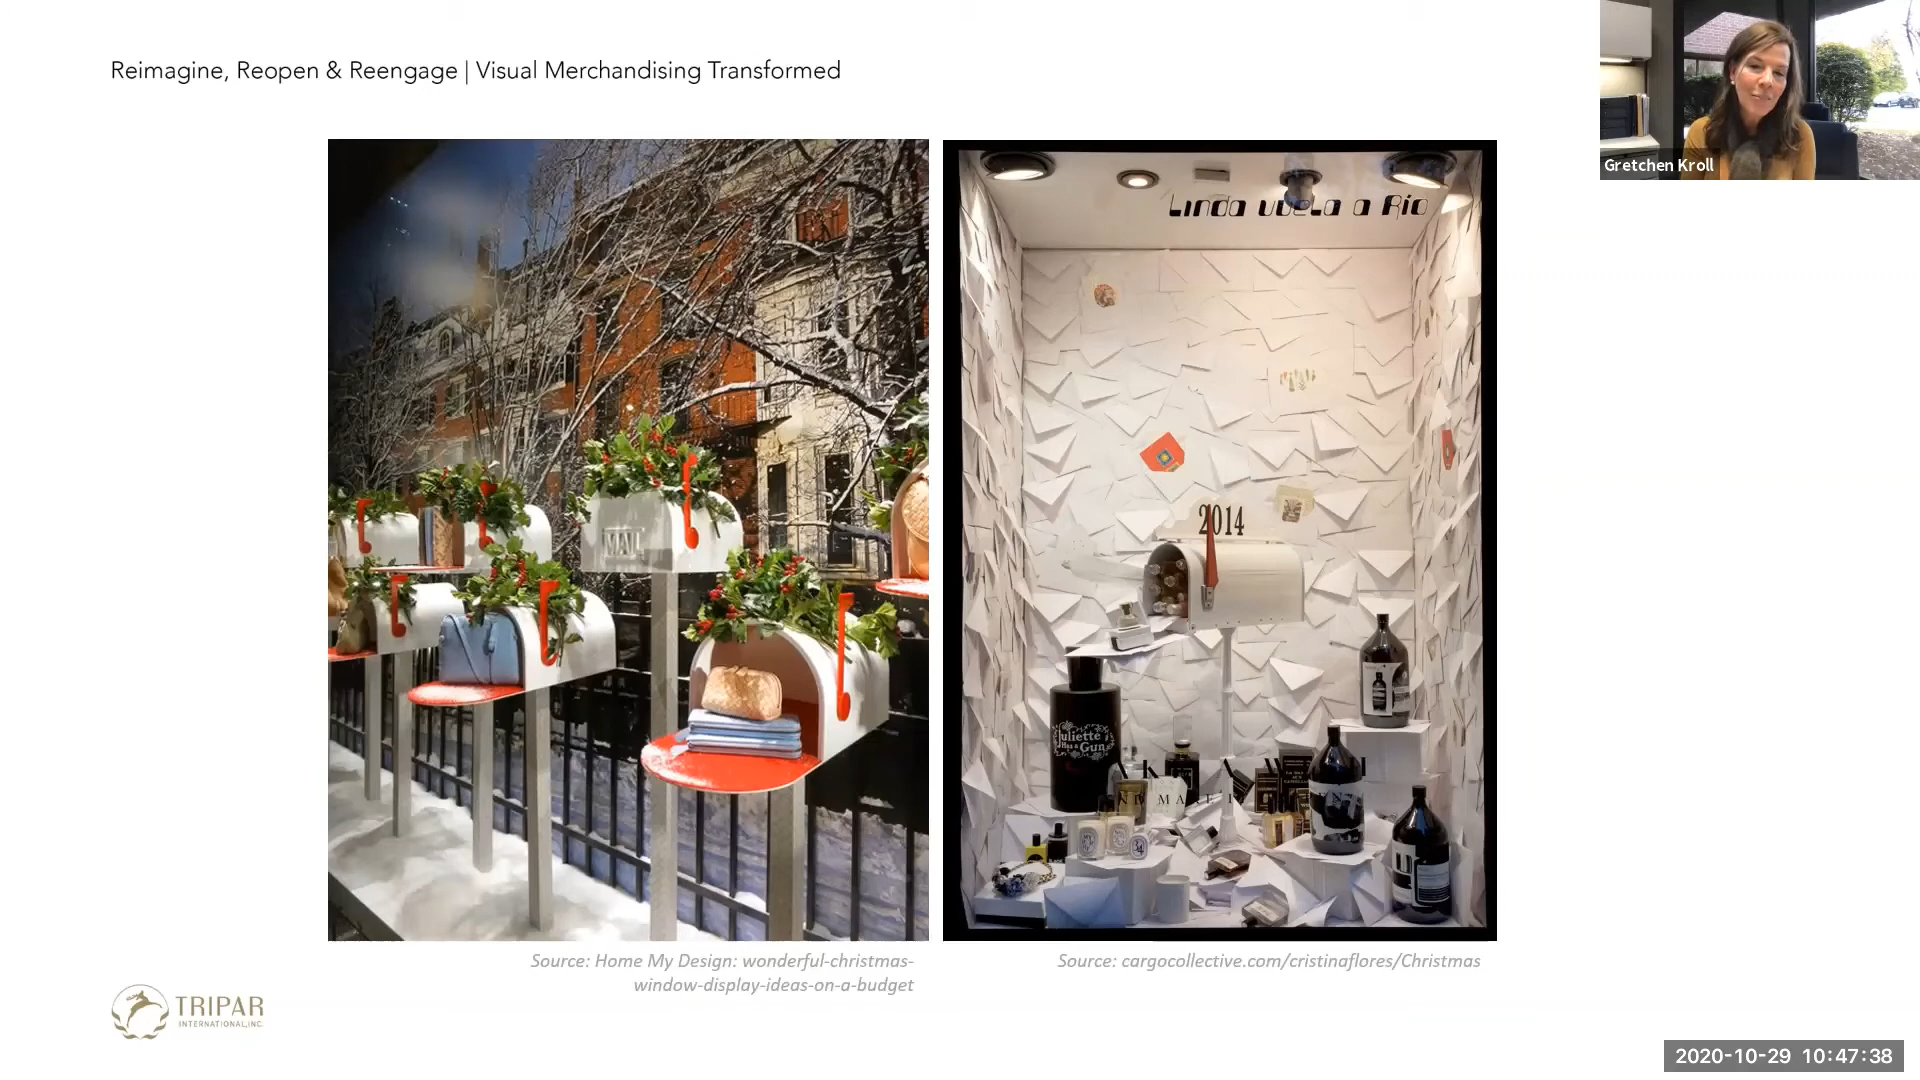 Reimagine, Reopen & Reengage | Visual Merchandising Transformed
Gretchen Kroll
Linda vuela a Rio
MAIL
2014
Juliette
Has a Gun
Source: Home My Design: wonderful-christmas-
window-display-ideas-on-a-budget
Source: cargocollective.com/cristinaflores/Christmas
TRIPAR
INTERNATIONAL, INC.
2020-10-29 10:47:38